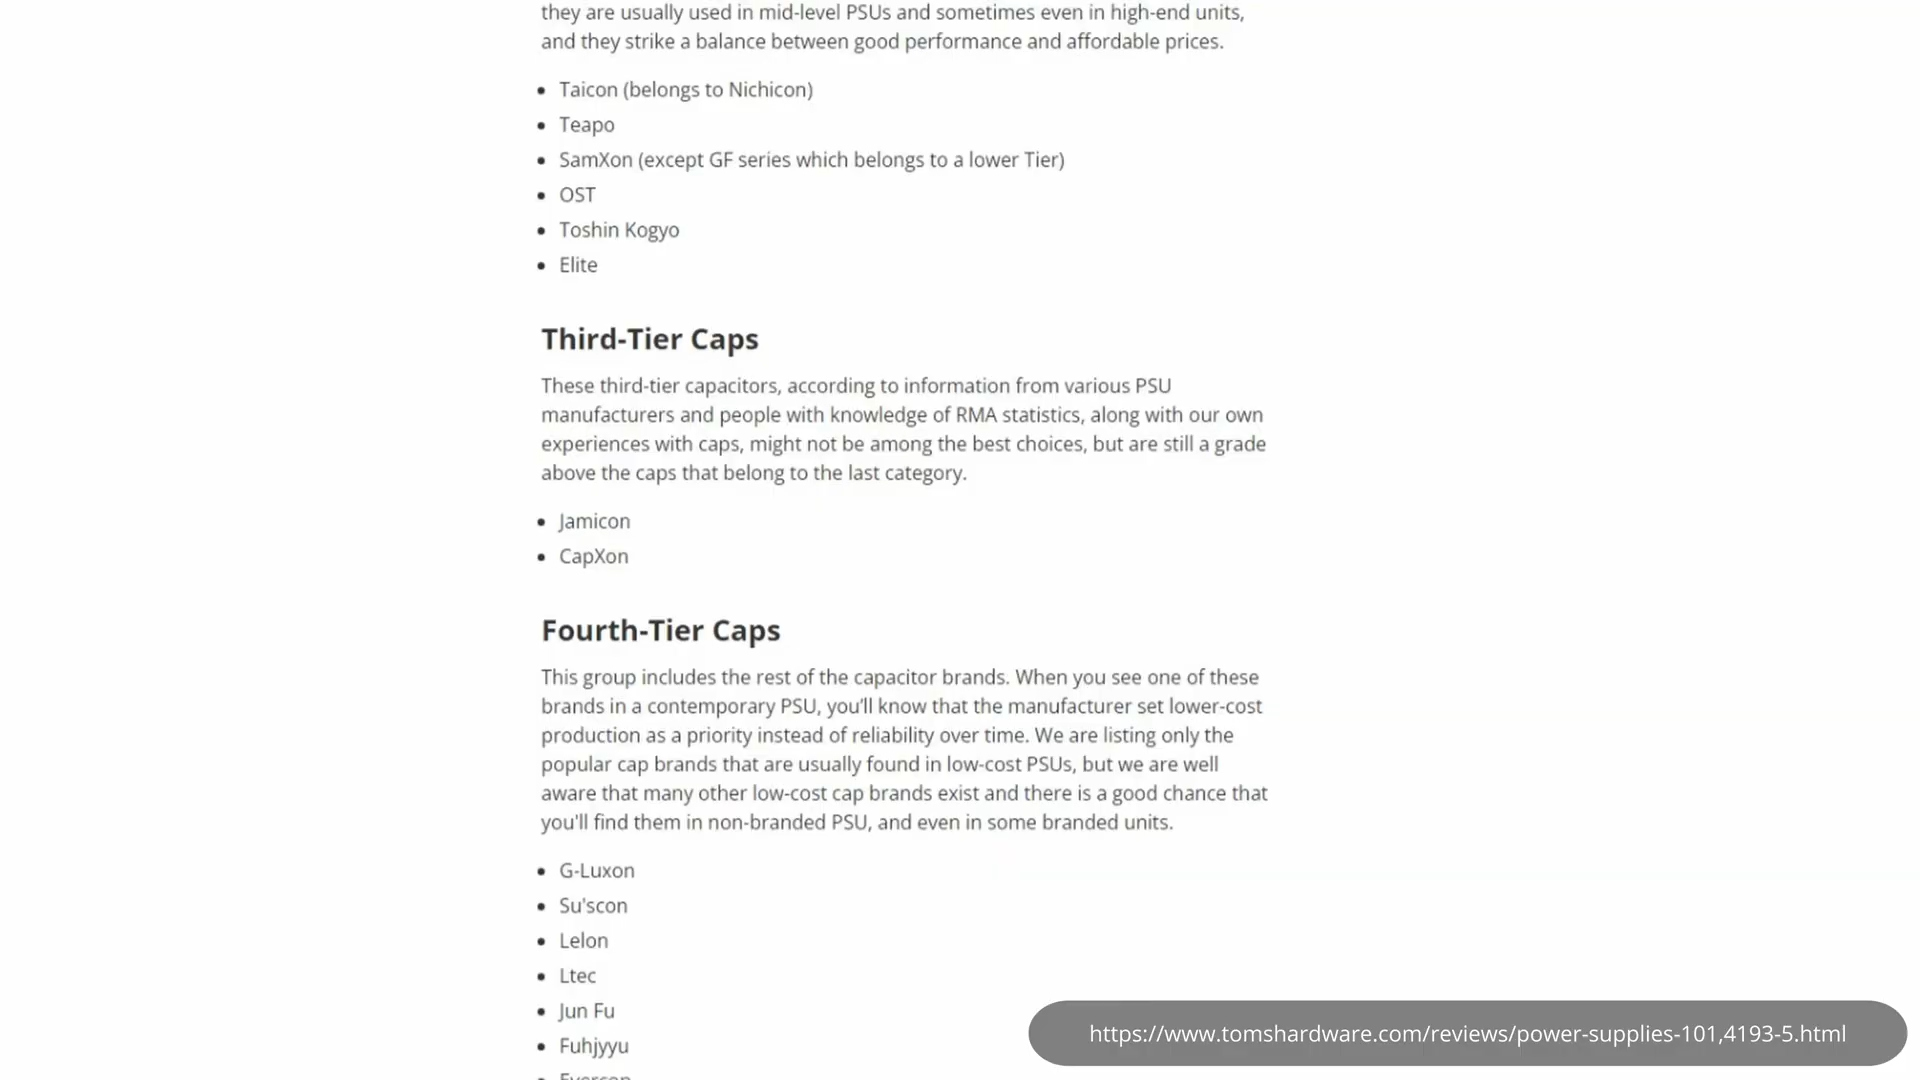 they are usually used in mid-level PSUs and sometimes even in high-end units,
and they strike a balance between good performance and affordable prices.
Taicon (belongs to Nichicon)
Teapo
SamXon (except GF series which belongs to a lower Tier)
OST
Toshin Kogyo
Elite
Third-Tier Caps
These third-tier capacitors, according to information from various PSU
manufacturers and people with knowledge of RMA statistics, along with our own
experiences with caps, might not be among the best choices, but are still a grade
above the caps that belong to the last category.
Jamicon
CapXon
Fourth-Tier Caps
This group includes the rest of the capacitor brands. When you see one of these
brands in a contemporary PSU, you'll know that the manufacturer set lower-cost
production as a priority instead of reliability over time. We are listing only the
popular cap brands that are usually found in low-cost PSUs, but we are well
aware that many other low-cost cap brands exist and there is a good chance that
you'll find them in non-branded PSU, and even in some branded units.
G-Luxon
Su'scon
Lelon
Ltec
Jun Fu
Fuhjyyu
https://www.tomshardware.com/reviews/power-supplies-101,4193-5.html